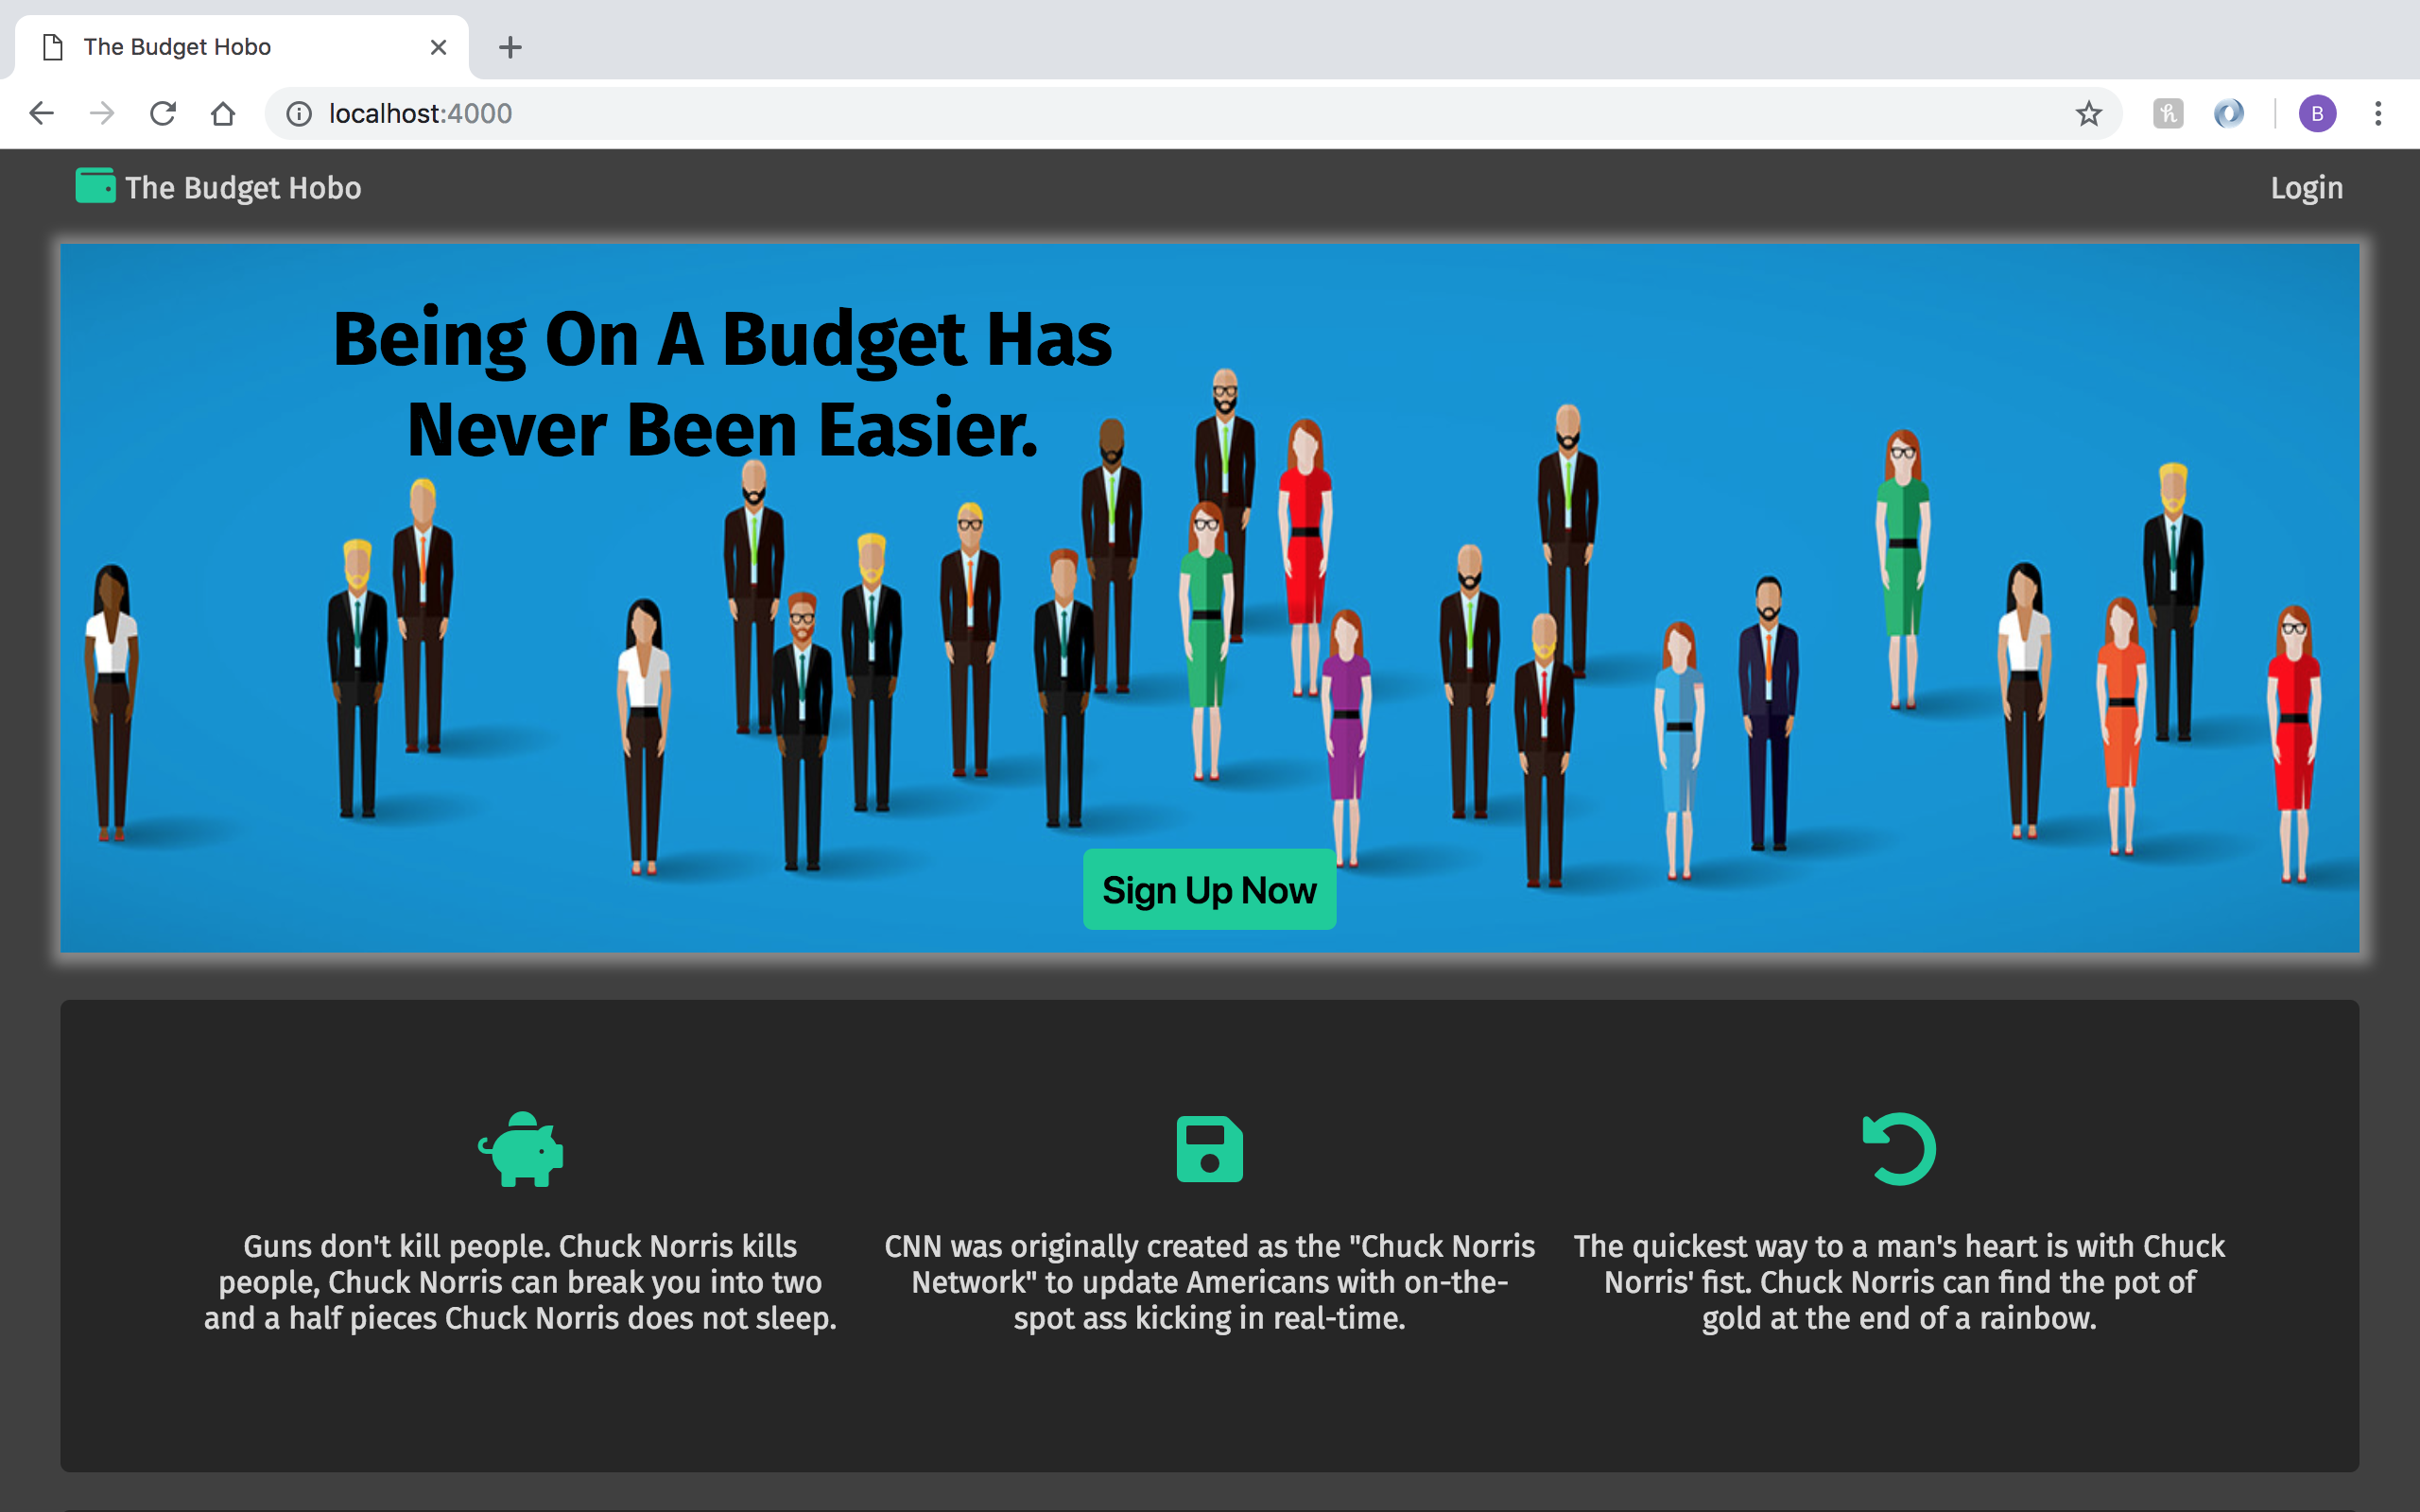 The Budget Hobo
localhost:4000
B
The Budget Hobo
Login
Being On A Budget Has
Never Been Easier.
Sign Up Now
Guns don't kill people. Chuck Norris kills
people, Chuck Norris can break you into two
and a half pieces Chuck Norris does not sleep.
CNN was originally created as the "Chuck Norris
Network" to update Americans with on-the-
spot ass kicking in real-time.
The quickest way to a man's heart is with Chuck
Norris' fist. Chuck Norris can find the pot of
gold at the end of a rainbow.